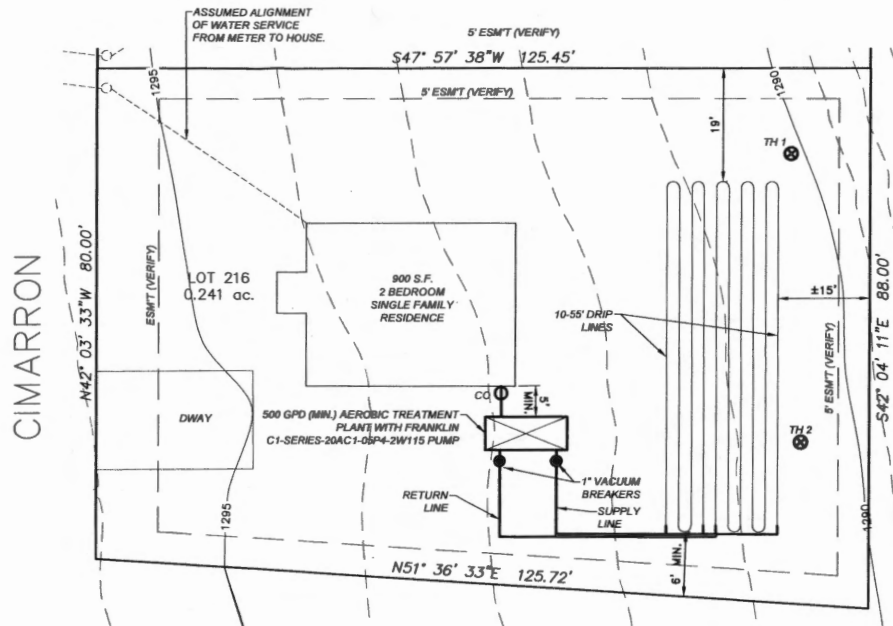 ASSUMED ALIGNMENT
OF WATER SERVICE
FROM METER TO HOUSE.
5' ESM'T (VERIFY)
S47° 57' 38"W 125.45'
5' ESM'T (VERIFY)
1295
1290
19'
TH 1
CIMARRON
N42° 03' 33"W 80.00'
ESM'T (VERIFY)
LOT 216
0.241 ac.
900 S.F.
2 BEDROOM
SINGLE FAMILY
RESIDENCE
10-55' DRIP
LINES
±15'
5' ESM'T (VERIFY)
S42° 04' 11"E 88.00'
CO
5'
MIN.
DWAY
500 GPD (MIN.) AEROBIC TREATMENT
PLANT WITH FRANKLIN
C1-SERIES-20AC1-05P4-2W115 PUMP
TH 2
1" VACUUM
BREAKERS
RETURN
LINE
SUPPLY
LINE
1295
1290
6' MIN.
N51° 36' 33"E 125.72'